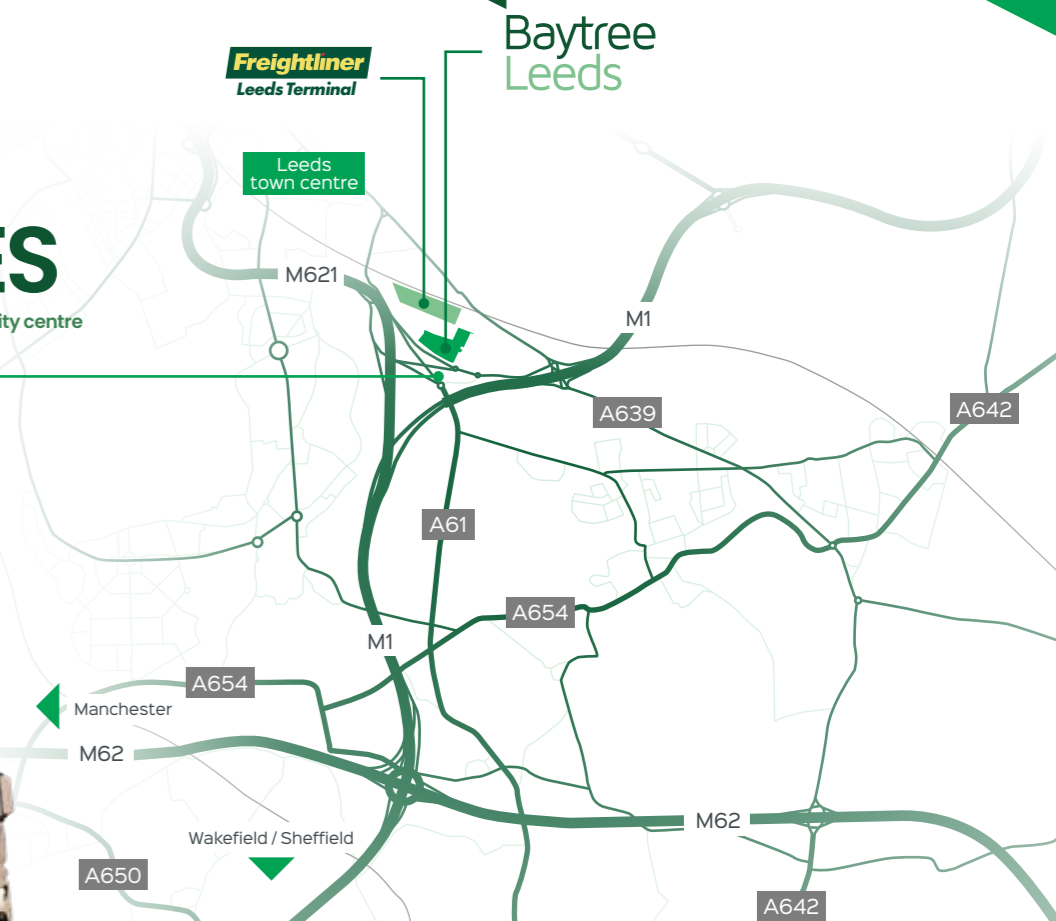 Baytree
Leeds
Freightliner
Leeds Terminal
Leeds
town centre
ES
ity centre
M621
M1
A639
A642
A61
A654
M1
A654
Manchester
M62
M62
Wakefield / Sheffield
A650
A642